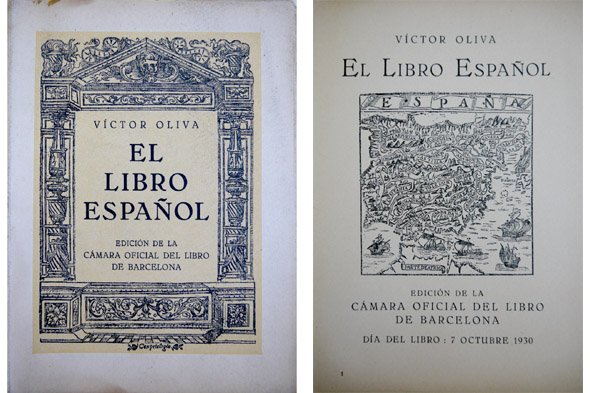 VÍCTOR OLIVA
EL
LIBRO
ESPAÑOL
EDICIÓN DE LA
CÁMARA OFICIAL DEL LIBRO
DE BARCELONA
VÍCTOR OLIVA
EL LIBRO ESPAÑOL
ESPAÑA
EDICIÓN DE LA
CÁMARA OFICIAL DEL LIBRO
DE BARCELONA
DÍA DEL LIBRO : 7 OCTUBRE 1930
1